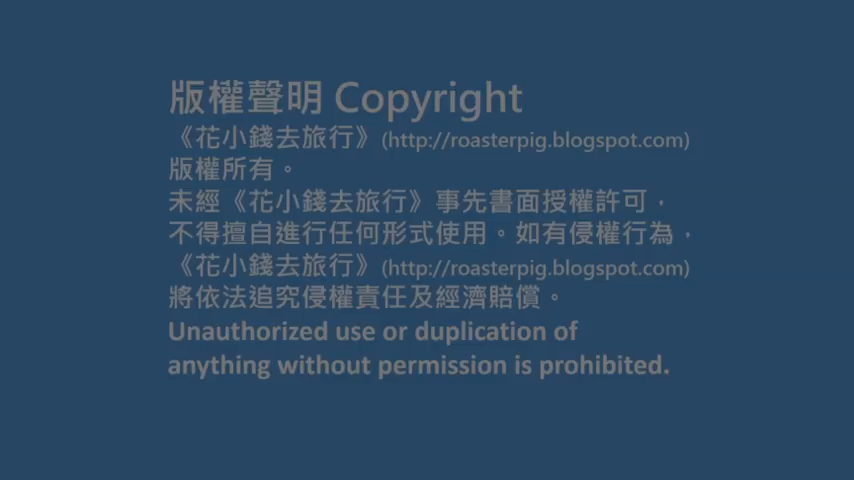 版權聲明 Copyright
《花小錢去旅行》(http://roasterpig.blogspot.com)
版權所有。
未經《花小錢去旅行》事先書面授權許可，
不得擅自進行任何形式使用。如有侵權行為，
《花小錢去旅行》(http://roasterpig.blogspot.com)
將依法追究侵權責任及經濟賠償。
Unauthorized use or duplication of
anything without permission is prohibited.